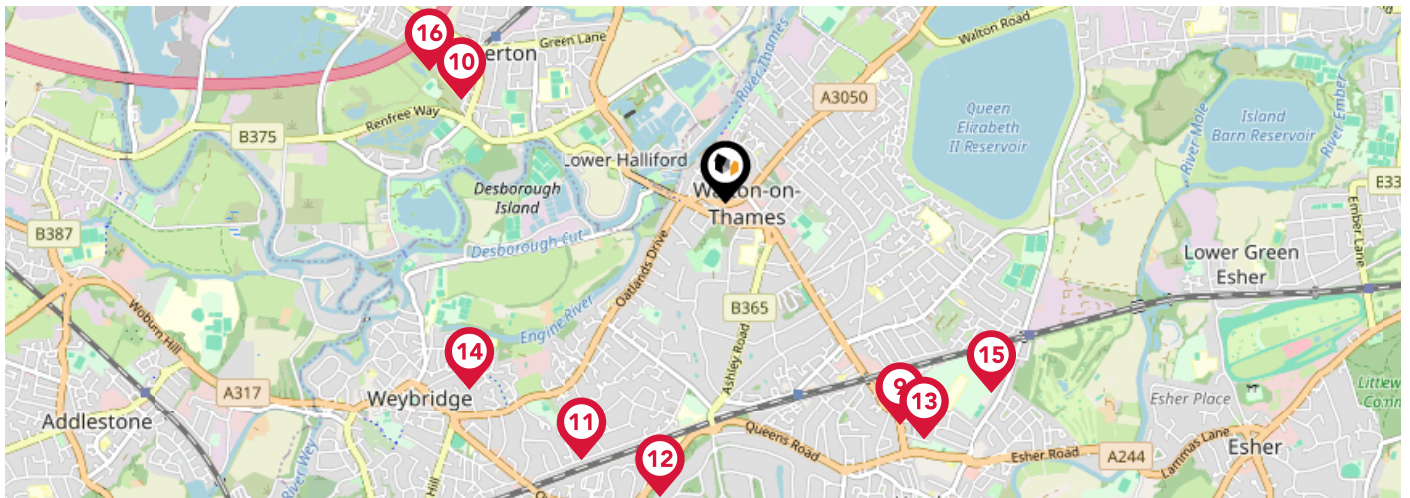 16
10
erton
Green Lane
Walton Road
River Thames
A3050
Renfree Way
B375
Queen
Elizabeth
II Reservoir
River Mole
Island
Barn Reservoir
River Ember
Lower Halliford
Desborough
Island
Thames
E33
B387
Desborough Cut
Oatlands Drive
Ember Lane
Lower Green
Esher
Woburn Hill
Engine River
B365
Ashley Road
14
15
A317
Weybridge
9
13
Esher Place
Addlestone
11
12
Queens Road
Esher Road
A244
Lammas Lane
Esher
River Wey
Hill